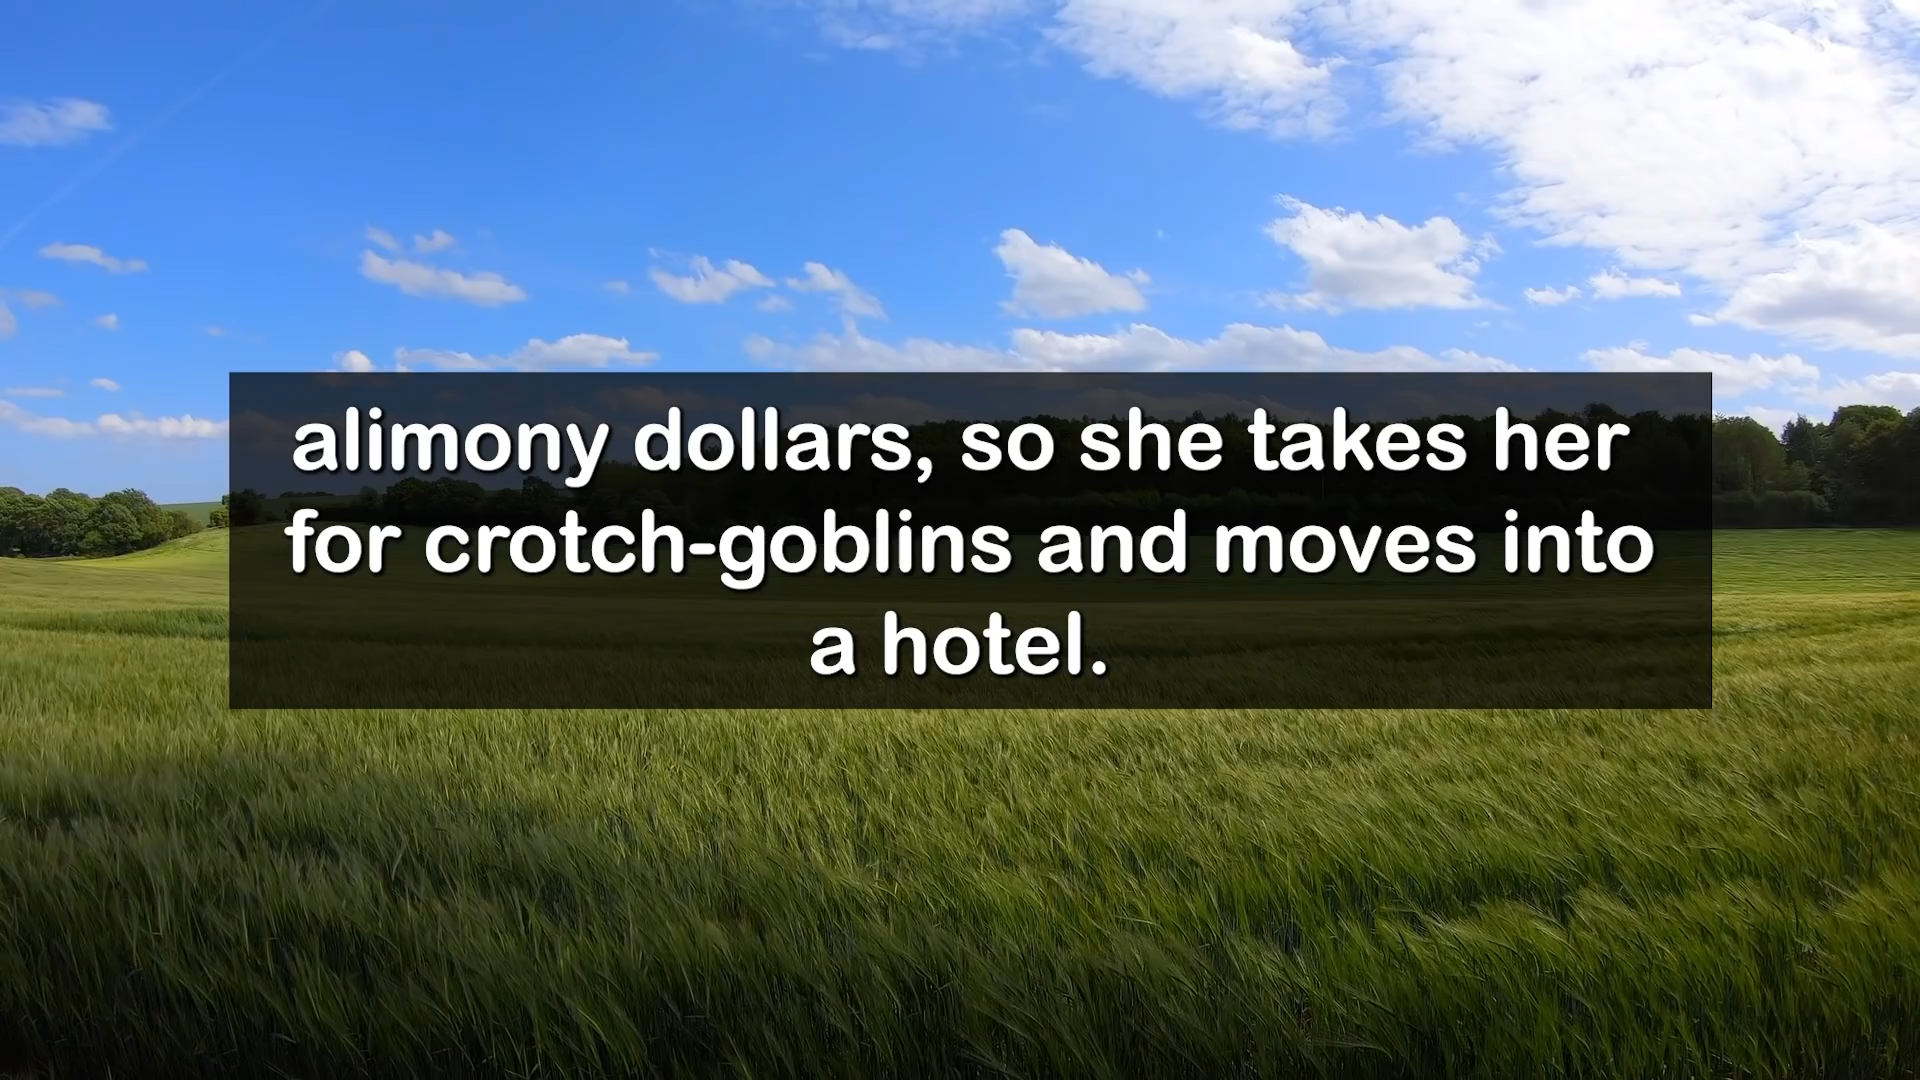 alimony dollars, so she takes her
for crotch-goblins and moves into
a hotel.